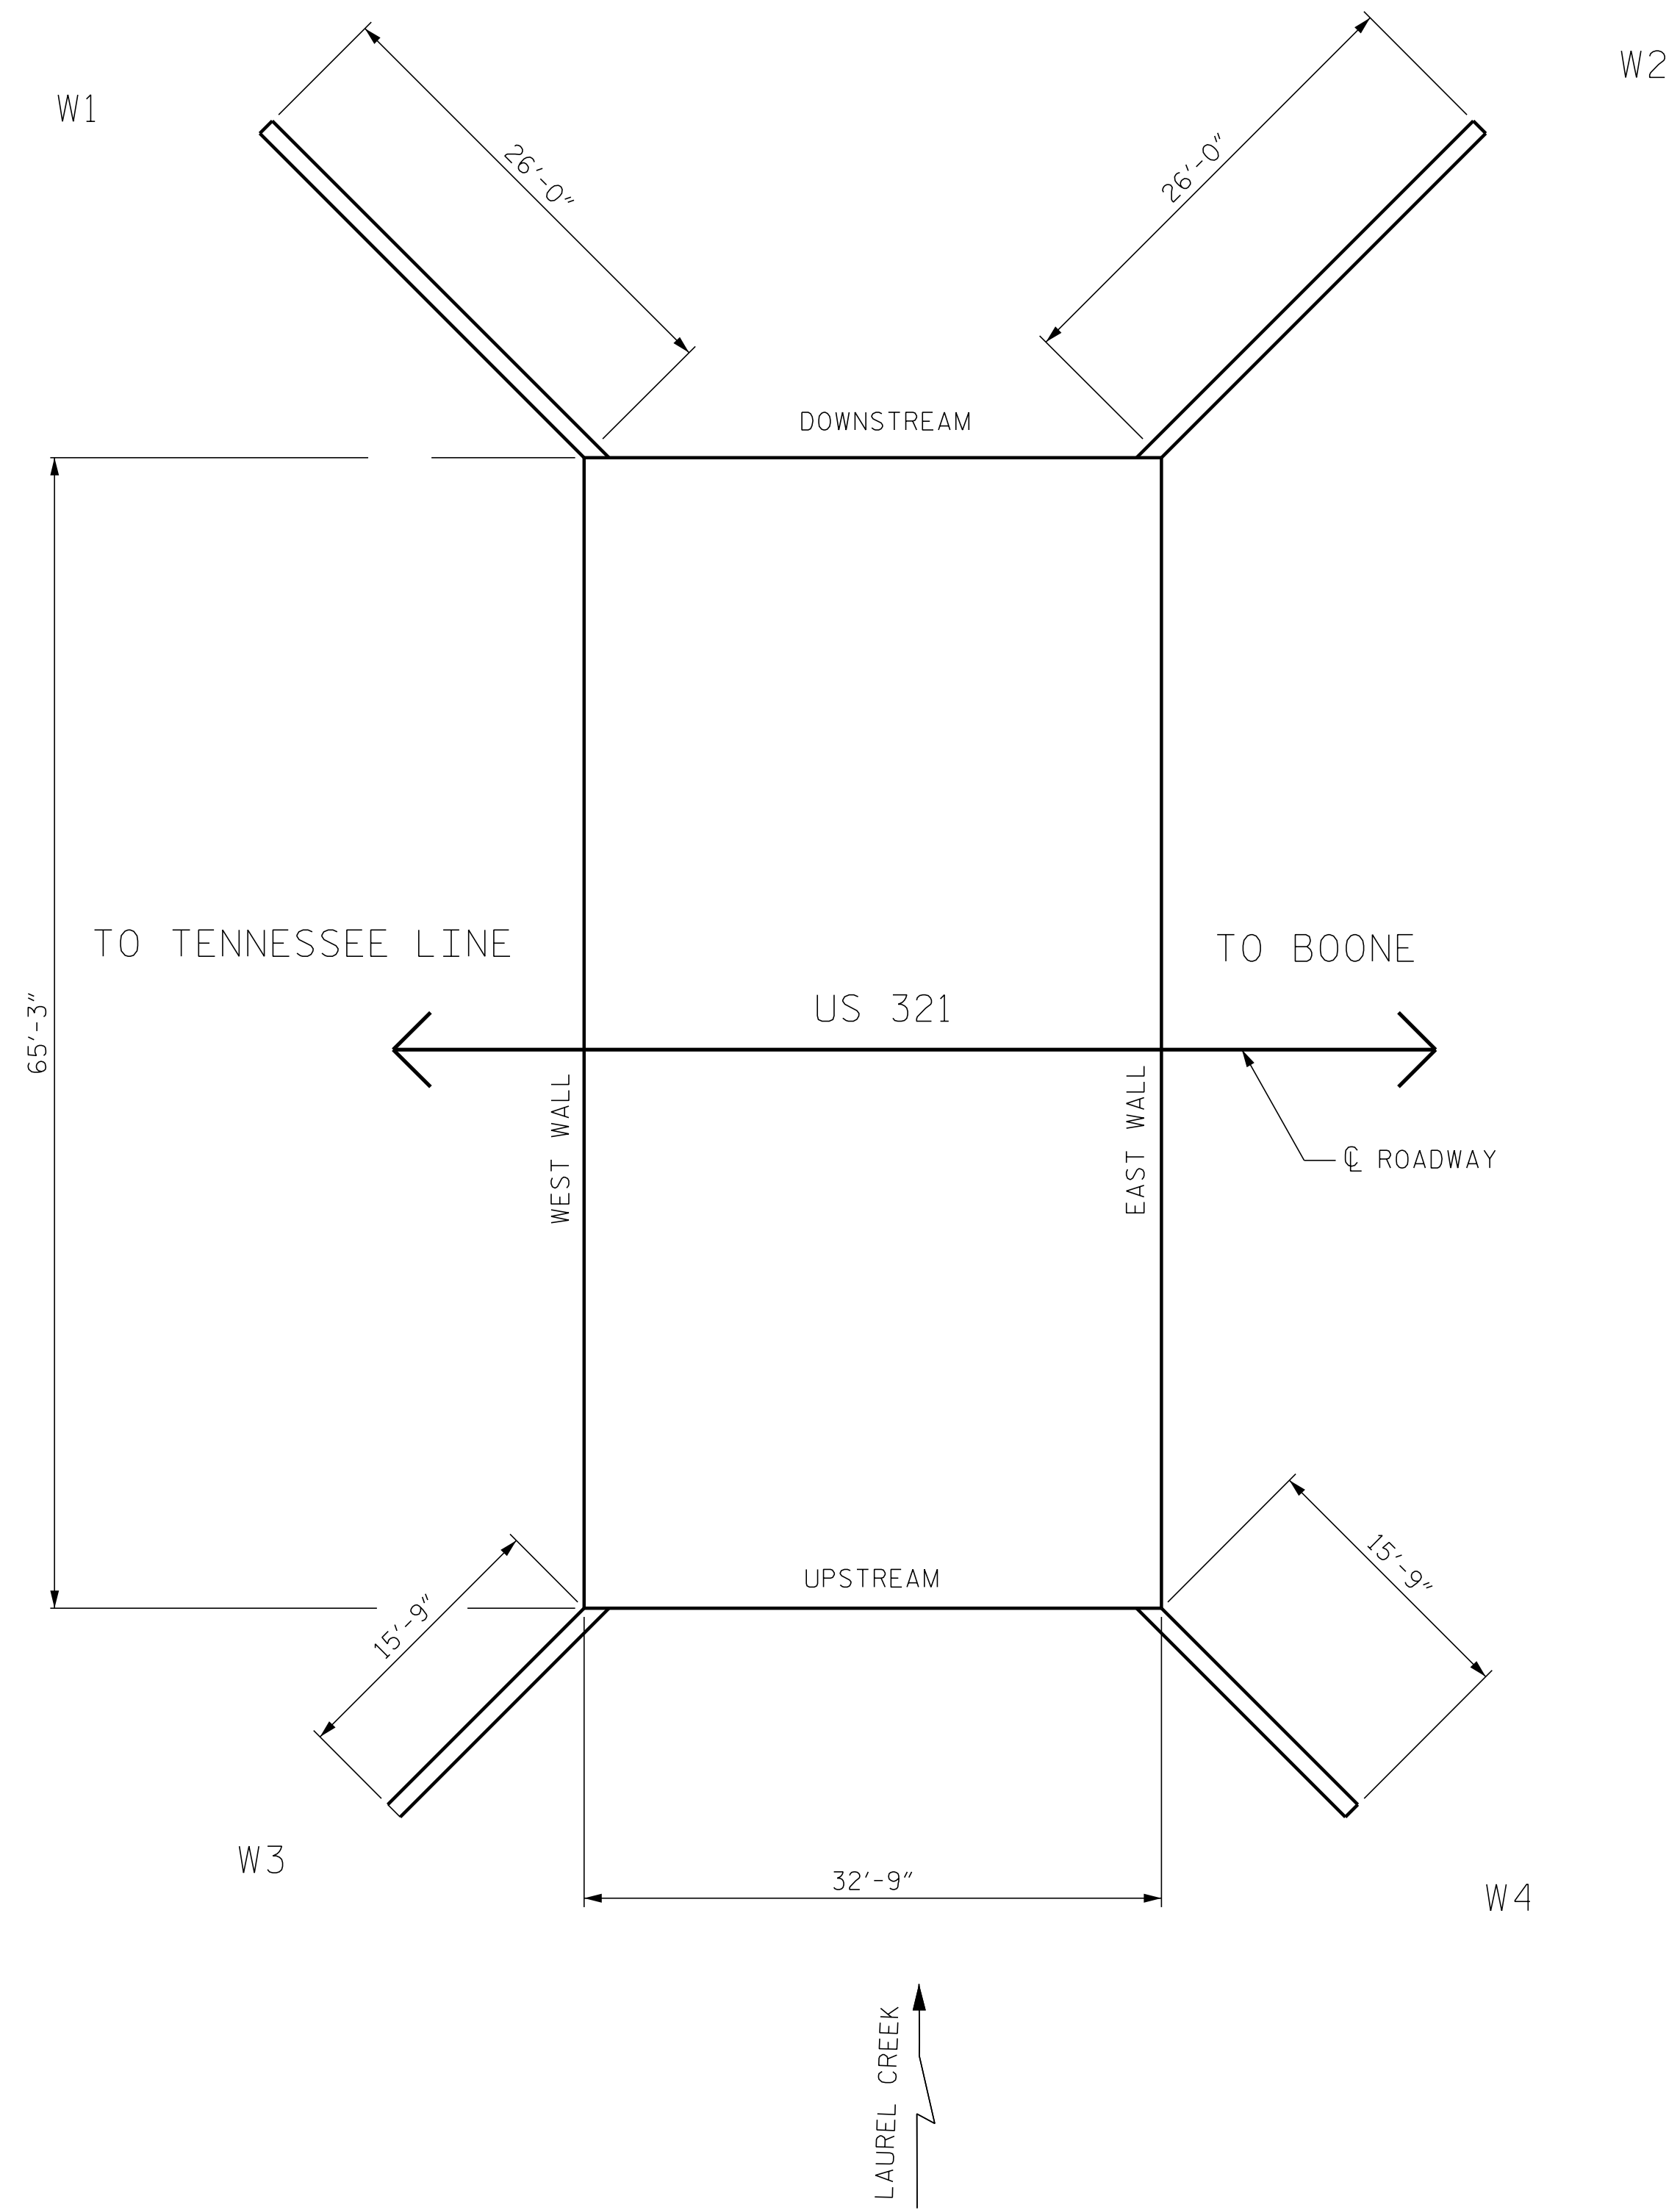 W2
W1
26'-0"
26'-0"
DOWNSTREAM
TO TENNESSEE LINE
TO BOONE
US 321
65'-3"
WEST WALL
EAST WALL
℄ ROADWAY
15'-9"
UPSTREAM
15'-9"
W3
32'-9"
W4
LAUREL CREEK